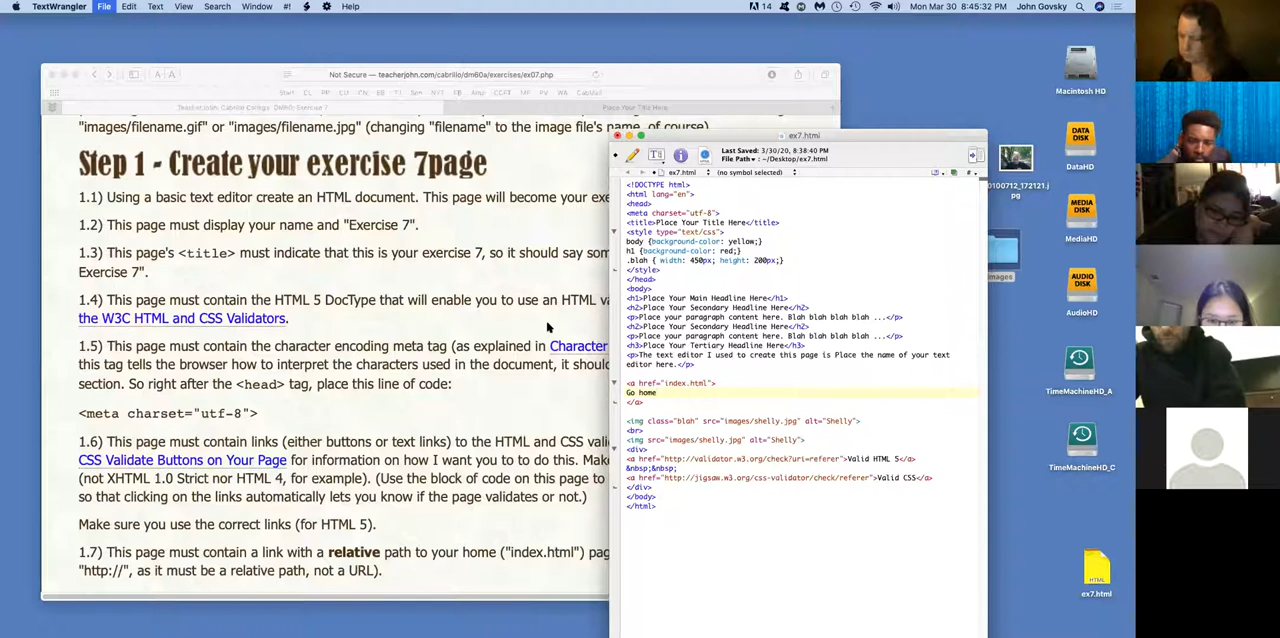 TextWrangler File Edit Text View Search Window #! Help
14 Mon Mar 30 8:45:32 PM John Govsky
Not Secure — teacherjohn.com/cabrillo/dm60a/exercises/ex07.php
Place Your Title Here
"images/filename.gif" or "images/filename.jpg" (changing "filename" to the image file's name, of course)
Step 1 - Create your exercise 7page
1.1) Using a basic text editor create an HTML document. This page will become your exe
1.2) This page must display your name and "Exercise 7".
1.3) This page's <title> must indicate that this is your exercise 7, so it should say som
Exercise 7".
1.4) This page must contain the HTML 5 DocType that will enable you to use an HTML va
the W3C HTML and CSS Validators.
1.5) This page must contain the character encoding meta tag (as explained in Character
this tag tells the browser how to interpret the characters used in the document, it shoul
section. So right after the <head> tag, place this line of code:
<meta charset="utf-8">
1.6) This page must contain links (either buttons or text links) to the HTML and CSS vali
CSS Validate Buttons on Your Page for information on how I want you to to do this. Make
(not XHTML 1.0 Strict nor HTML 4, for example). (Use the block of code on this page to
so that clicking on the links automatically lets you know if the page validates or not.)
Make sure you use the correct links (for HTML 5).
1.7) This page must contain a link with a relative path to your home ("index.html") pag
"http://", as it must be a relative path, not a URL).
ex7.html
Last Saved: 3/30/20, 8:38:40 PM
File Path: ~/Desktop/ex7.html
ex7.html (no symbol selected)
<!DOCTYPE html>
<html lang="en">
<head>
<meta charset="utf-8">
<title>Place Your Title Here</title>
<style type="text/css">
body {background-color: yellow;}
h1 {background-color: red;}
.blah { width: 450px; height: 200px;}
</style>
</head>
<body>
<h1>Place Your Main Headline Here</h1>
<h2>Place Your Secondary Headline Here</h2>
<p>Place your paragraph content here. Blah blah blah blah ...</p>
<h2>Place Your Secondary Headline Here</h2>
<p>Place your paragraph content here. Blah blah blah blah ...</p>
<h3>Place Your Tertiary Headline Here</h3>
<p>The text editor I used to create this page is Place the name of your text
editor here.</p>
<a href="index.html">
Go home
</a>
<img class="blah" src="images/shelly.jpg" alt="Shelly">
<br>
<img src="images/shelly.jpg" alt="Shelly">
<div>
<a href="http://validator.w3.org/check?uri=referer">Valid HTML 5</a>
&nbsp;&nbsp;
<a href="http://jigsaw.w3.org/css-validator/check/referer">Valid CSS</a>
</div>
</body>
</html>
Macintosh HD
0100712_172121.j
pg
DATA
DISK
DataHD
MEDIA
DISK
MediaHD
images
AUDIO
DISK
AudioHD
TimeMachineHD_A
TimeMachineHD_C
HTML
ex7.html